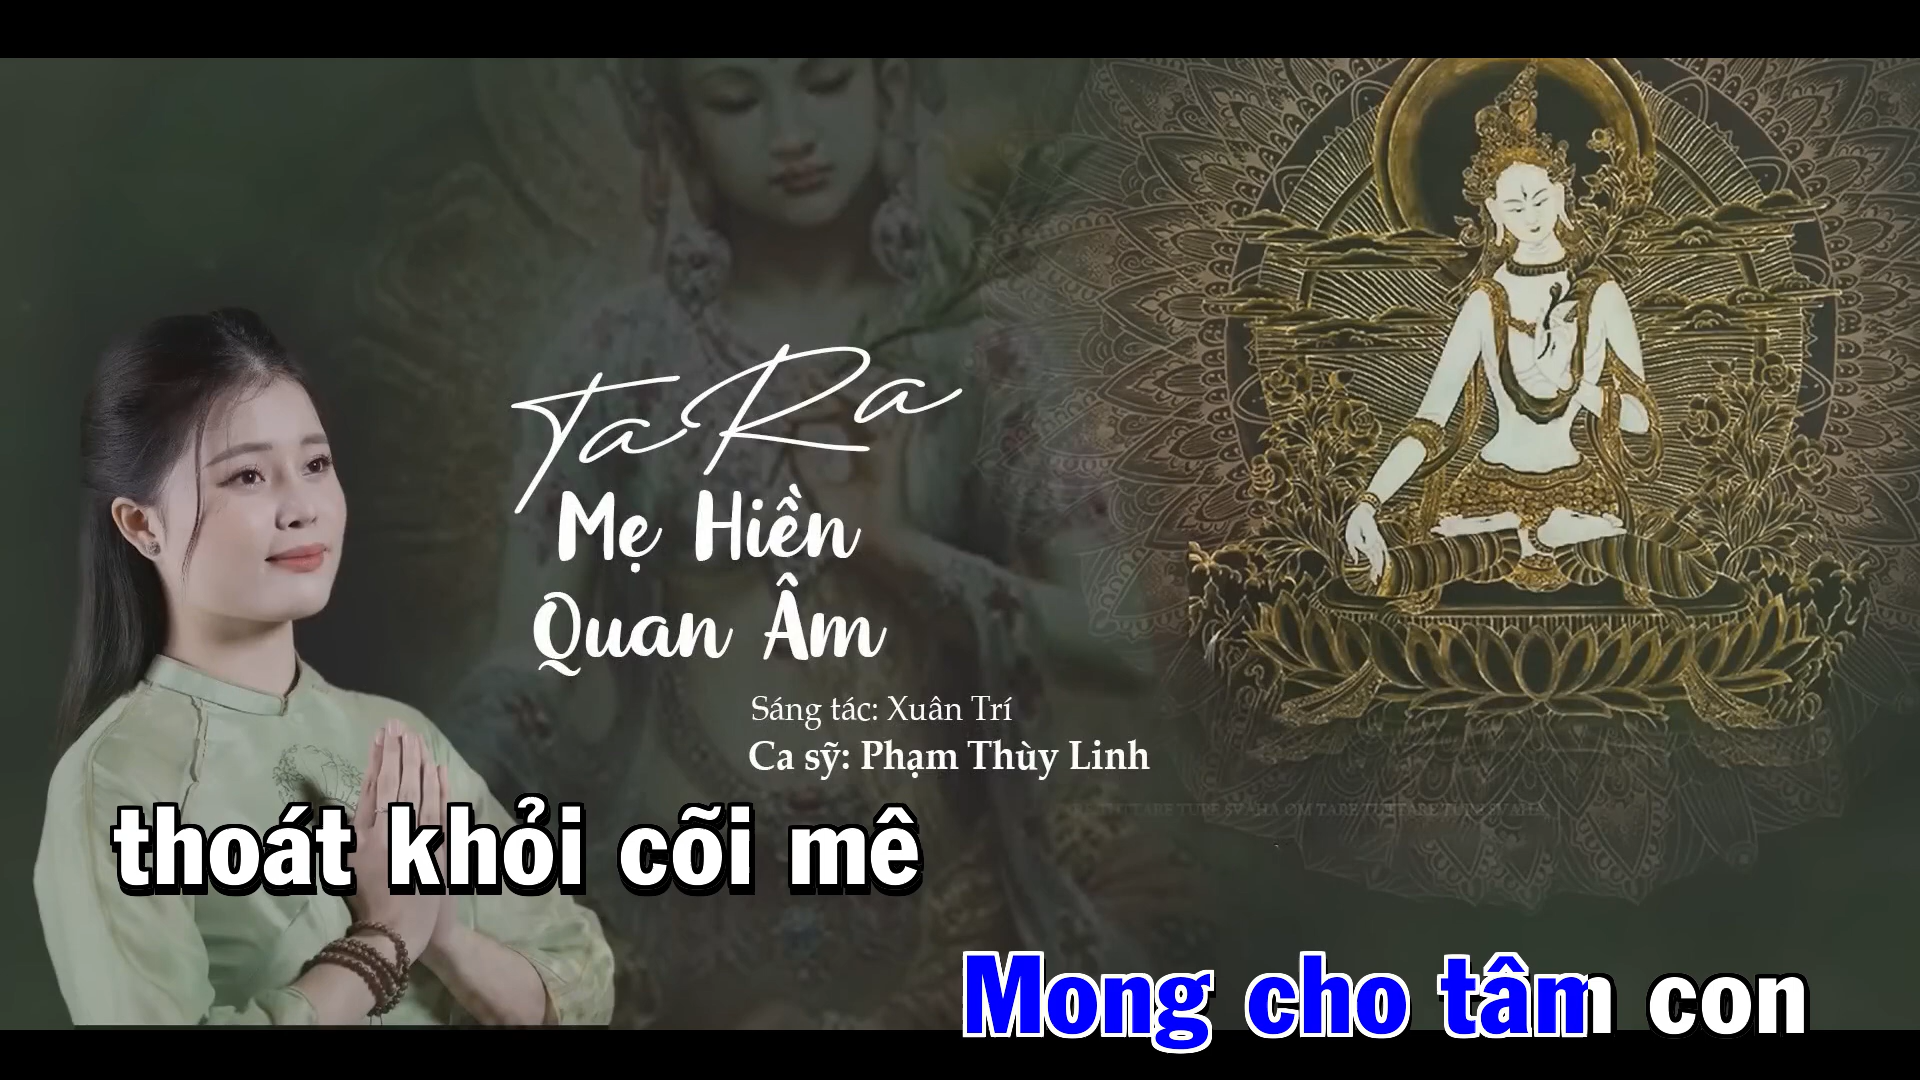 TaRa
Mẹ Hiền
Quan Âm
Sáng tác: Xuân Trí
Ca sỹ: Phạm Thùy Linh
thoát khỏi cõi mê
Mong cho tâm con